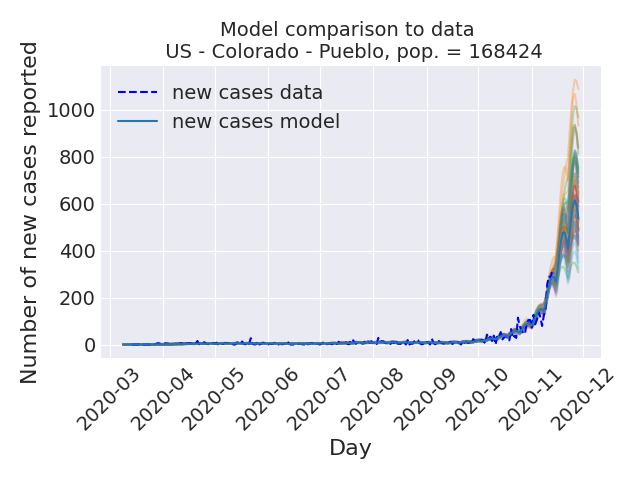 Model comparison to data
US - Colorado - Pueblo, pop. = 168424
Number of new cases reported
1000
800
600
400
200
0
new cases data
new cases model
2020-03
2020-04
2020-05
2020-06
2020-07
2020-08
2020-09
2020-10
2020-11
2020-12
Day